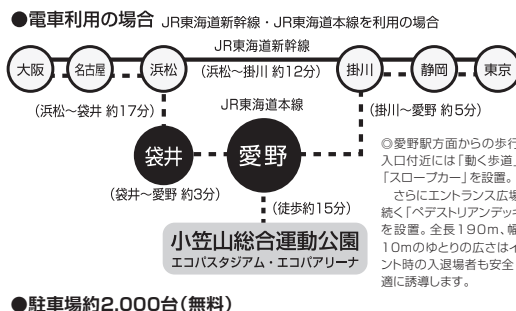 ●電車利用の場合 JR東海道新幹線・JR東海道本線を利用の場合
JR東海道新幹線
大阪 名古屋 浜松 (浜松〜掛川 約12分) 掛川 静岡 東京
(浜松〜袋井 約17分) JR東海道本線 (掛川〜愛野 約5分)
袋井 愛野
(袋井〜愛野 約3分)
(徒歩約15分)
小笠山総合運動公園
エコパスタジアム・エコパアリーナ
◎愛野駅方面からの歩行
入口付近には「動く歩道」
「スロープカー」を設置。
さらにエントランス広場
続く「ペデストリアンデッキ
を設置。全長190m、幅
10mのゆとりの広さはイ
ント時の入退場者も安全
適に誘導します。
●駐車場約2,000台(無料)